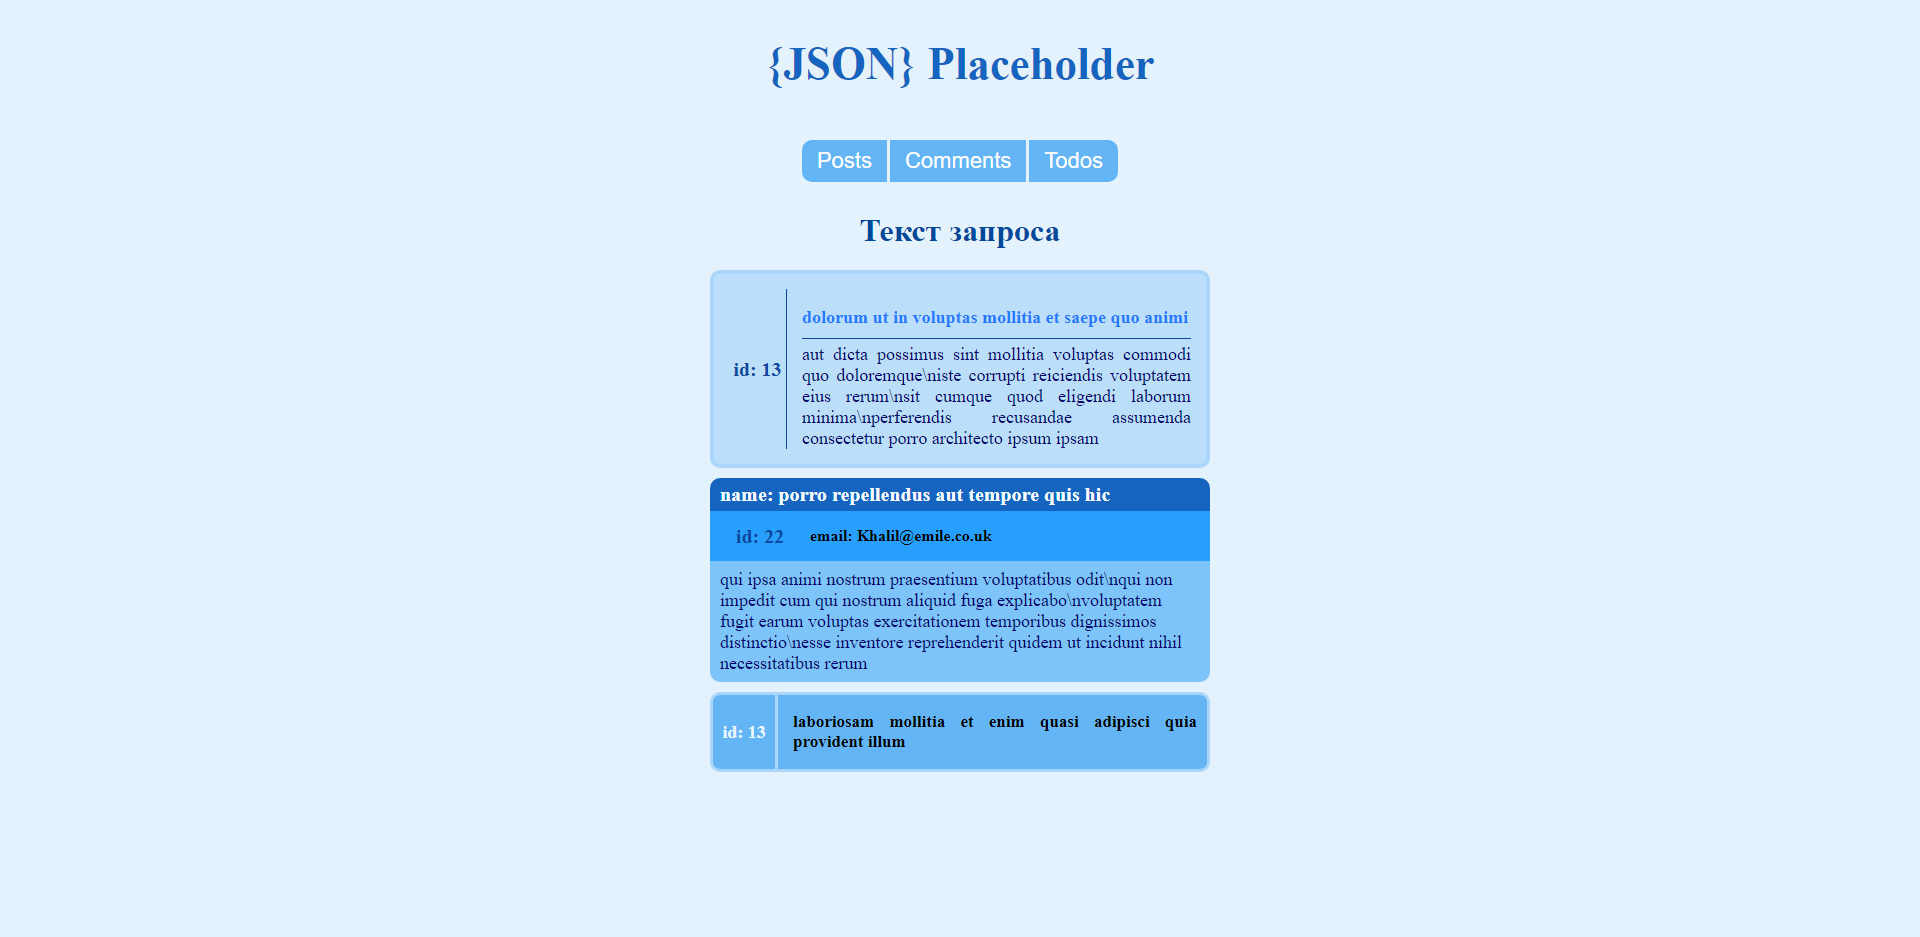 {JSON} Placeholder
Posts Comments Todos
Текст запроса
dolorum ut in voluptas mollitia et saepe quo animi
id: 13
aut dicta possimus sint mollitia voluptas commodi
quo doloremque\niste corrupti reiciendis voluptatem
eius rerum\nsit cumque quod eligendi laborum
minima\nperferendis recusandae assumenda
consectetur porro architecto ipsum ipsam
name: porro repellendus aut tempore quis hic
id: 22 email: Khalil@emile.co.uk
qui ipsa animi nostrum praesentium voluptatibus odit\nqui non
impedit cum qui nostrum aliquid fuga explicabo\nvoluptatem
fugit earum voluptas exercitationem temporibus dignissimos
distinctio\nesse inventore reprehenderit quidem ut incidunt nihil
necessitatibus rerum
id: 13
laboriosam mollitia et enim quasi adipisci quia
provident illum